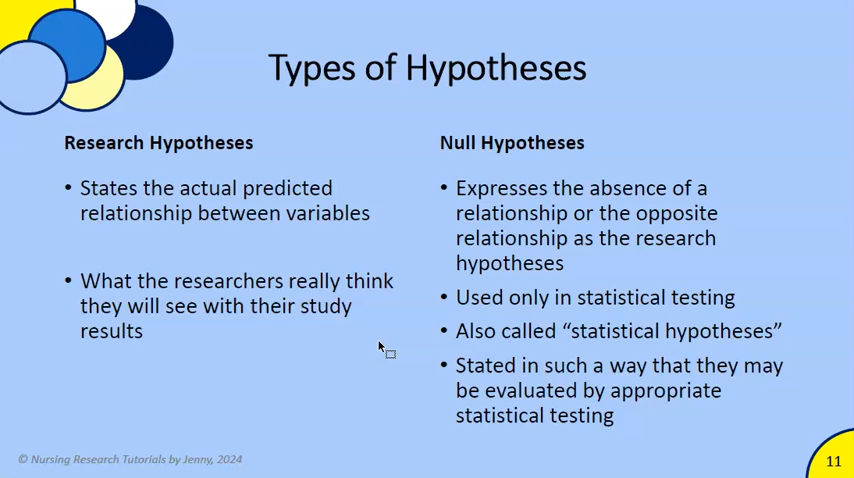 Types of Hypotheses
Research Hypotheses
• States the actual predicted
relationship between variables
• What the researchers really think
they will see with their study
results
Null Hypotheses
• Expresses the absence of a
relationship or the opposite
relationship as the research
hypotheses
• Used only in statistical testing
• Also called “statistical hypotheses”
• Stated in such a way that they may
be evaluated by appropriate
statistical testing
© Nursing Research Tutorials by Jenny, 2024
11